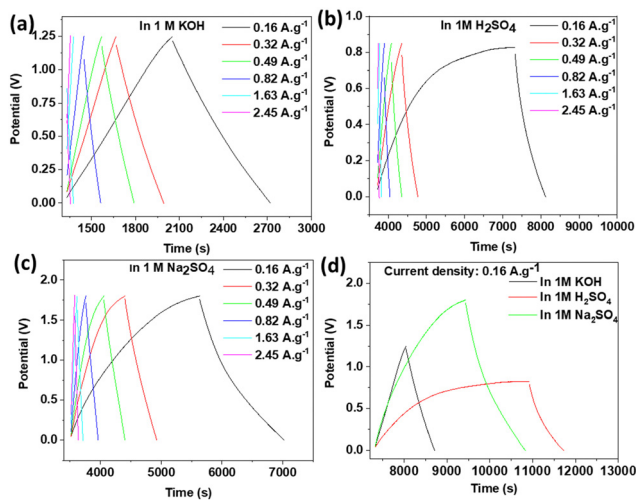 (a)
In 1 M KOH
0.16 A.g-1
0.32 A.g-1
0.49 A.g-1
0.82 A.g-1
1.63 A.g-1
2.45 A.g-1
Potential (V)
1.25
1.00
0.75
0.50
0.25
0.00
1500 1800 2100 2400 2700 3000
Time (s)
(b)
In 1M H2SO4
0.16 A.g-1
0.32 A.g-1
0.49 A.g-1
0.82 A.g-1
1.63 A.g-1
2.45 A.g-1
Potential (V)
1.0
0.8
0.6
0.4
0.2
0.0
4000 5000 6000 7000 8000 9000 10000
Time (s)
(c)
in 1 M Na2SO4
0.16 A.g-1
0.32 A.g-1
0.49 A.g-1
0.82 A.g-1
1.63 A.g-1
2.45 A.g-1
Potential (V)
2.0
1.5
1.0
0.5
0.0
4000 5000 6000 7000
Time (s)
(d)
Current density: 0.16 A.g-1
In 1M KOH
In 1M H2SO4
In 1M Na2SO4
Potential (V)
2.0
1.5
1.0
0.5
0.0
8000 9000 10000 11000 12000 13000
Time (s)